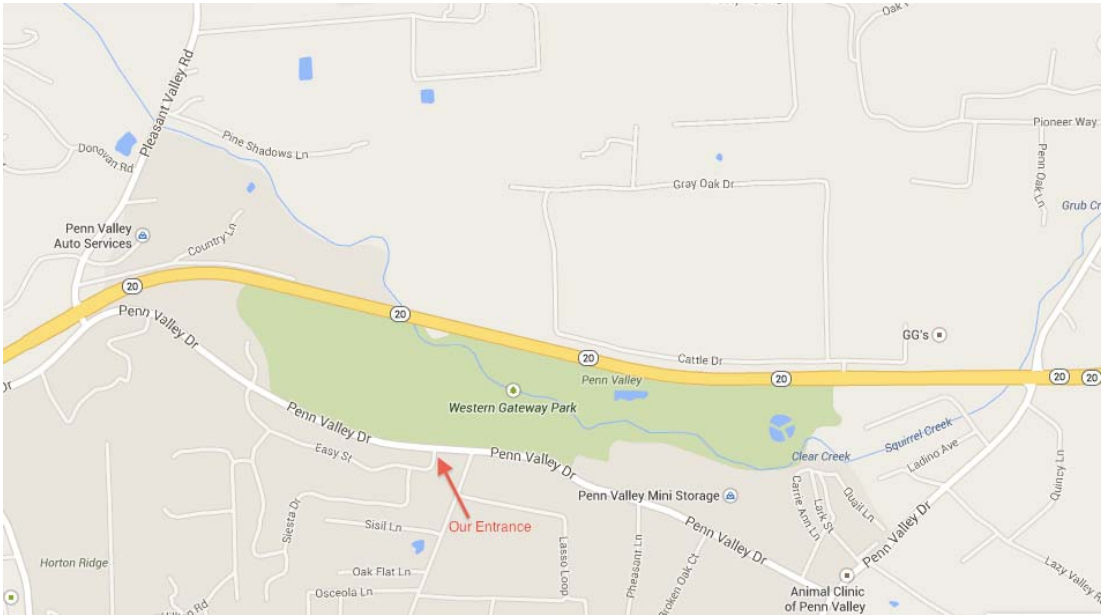 Oak
Pleasant Valley Rd
Pine Shadows Ln
Donovan Rd
Pioneer Way
Penn Oak Ln
Gray Oak Dr
Grub Cr
Penn Valley
Auto Services
Country Ln
20
20
20
20
20
20
Penn Valley Dr
GG's
Cattle Dr
Penn Valley
Western Gateway Park
Dr
Penn Valley Dr
Easy St
Penn Valley Dr
Squirrel Creek
Clear Creek
Ladino Ave
Quincy Ln
Penn Valley Mini Storage
Carrie Ann Ln
Lark St
Quail Ln
Siesta Dr
Sisil Ln
Our Entrance
Lasso Loop
Penn Valley Dr
Penn Valley Dr
Horton Ridge
Oak Flat Ln
Osceola Ln
Pheasant Ln
Broken Oak Ct
Lazy Valley Rd
Animal Clinic
of Penn Valley
Rd